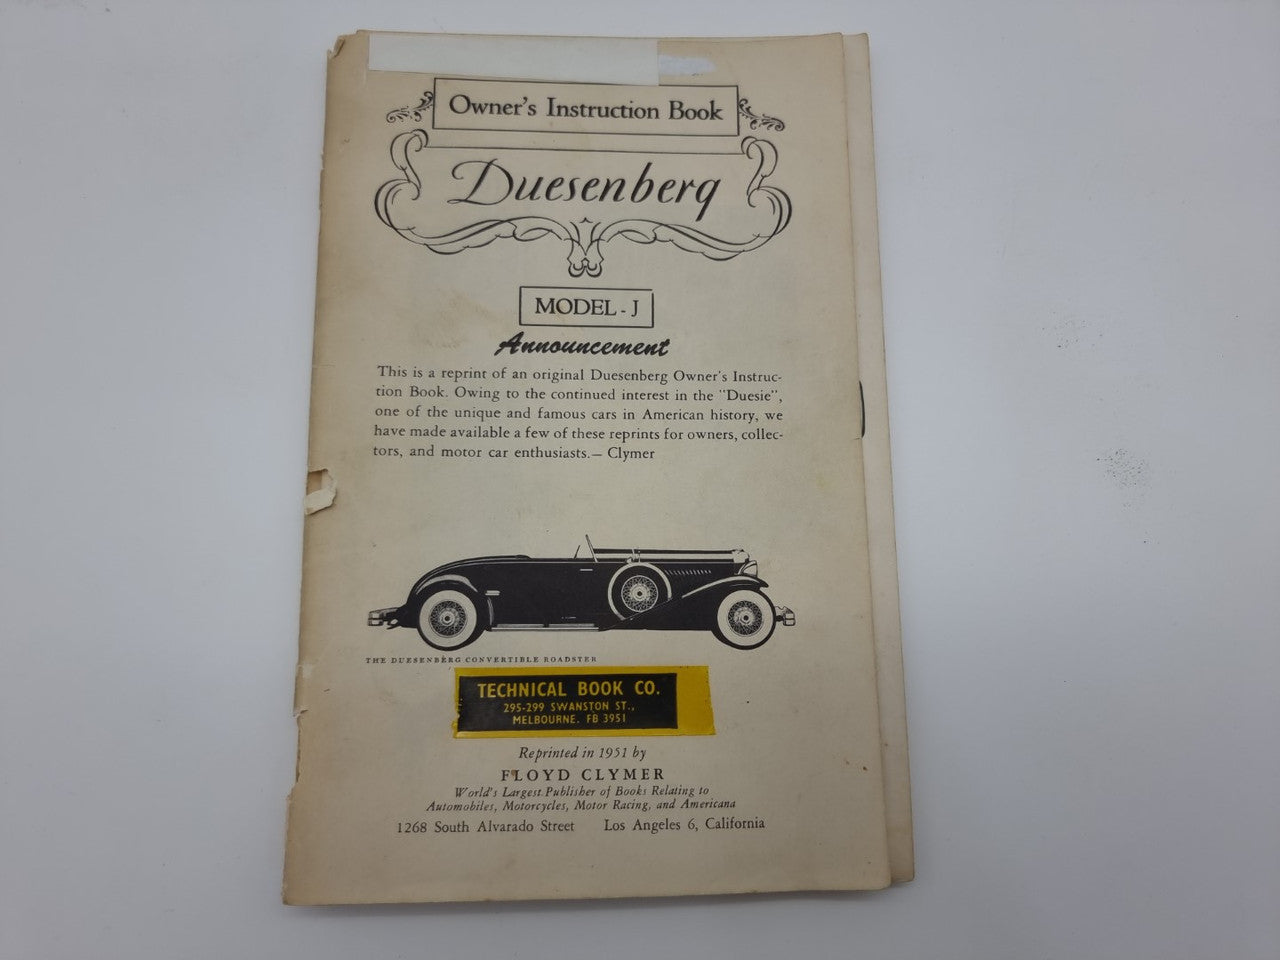 Owner's Instruction Book
Duesenberg
MODEL - J
Announcement
This is a reprint of an original Duesenberg Owner's Instruc-
tion Book. Owing to the continued interest in the "Duesie",
one of the unique and famous cars in American history, we
have made available a few of these reprints for owners, collec-
tors, and motor car enthusiasts.— Clymer
THE DUESENBERG CONVERTIBLE ROADSTER
TECHNICAL BOOK CO.
295-299 SWANSTON ST.,
MELBOURNE. FB 3951
Reprinted in 1951 by
FLOYD CLYMER
World's Largest Publisher of Books Relating to
Automobiles, Motorcycles, Motor Racing, and Americana
1268 South Alvarado Street Los Angeles 6, California